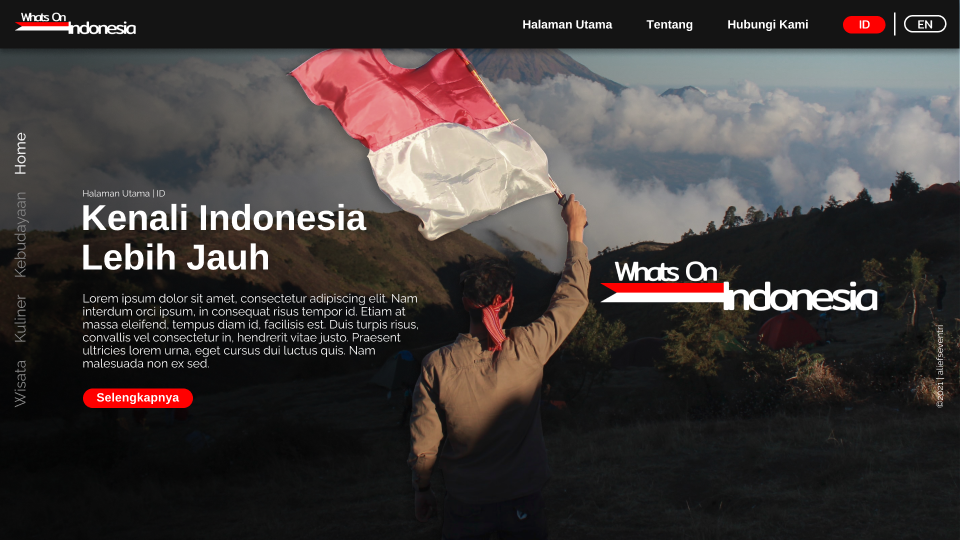 Whats On
Indonesia
Halaman Utama
Tentang
Hubungi Kami
ID
EN
Home
Kebudayaan
Kuliner
Wisata
Halaman Utama | ID
Kenali Indonesia
Lebih Jauh
Lorem ipsum dolor sit amet, consectetur adipiscing elit. Nam
interdum orci ipsum, in consequat risus tempor id. Etiam at
massa eleifend, tempus diam id, facilisis est. Duis turpis risus,
convallis vel consectetur in, hendrerit vitae justo. Praesent
ultricies lorem urna, eget cursus dui luctus quis. Nam
malesuada non ex sed.
Selengkapnya
Whats On
Indonesia
©2021 | aliefseventri